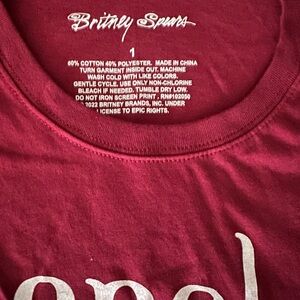 Britney Spears
1
60% COTTON 40% POLYESTER. MADE IN CHINA
TURN GARMENT INSIDE OUT. MACHINE
WASH COLD WITH LIKE COLORS.
GENTLE CYCLE. USE ONLY NON-CHLORINE
BLEACH IF NEEDED. TUMBLE DRY LOW.
DO NOT IRON SCREEN PRINT. RN#102050
2022 BRITNEY BRANDS, INC. UNDER
LICENSE TO EPIC RIGHTS.